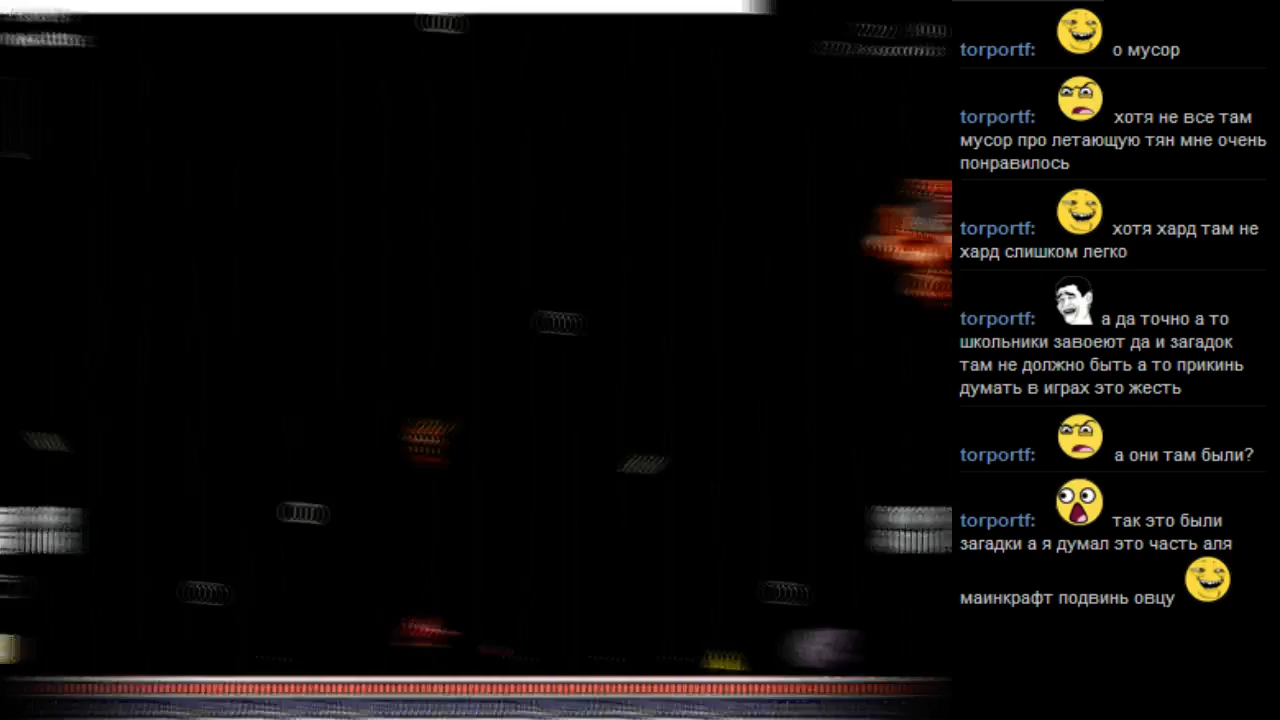 torportf: о мусор
torportf: хотя не все там
мусор про летающую тян мне очень
понравилось
torportf: хотя хард там не
хард слишком легко
torportf: а да точно а то
школьники завоеют да и загадок
там не должно быть а то прикинь
думать в играх это жесть
torportf: а они там были?
torportf: так это были
загадки а я думал это часть аля
маинкрафт подвинь овцу